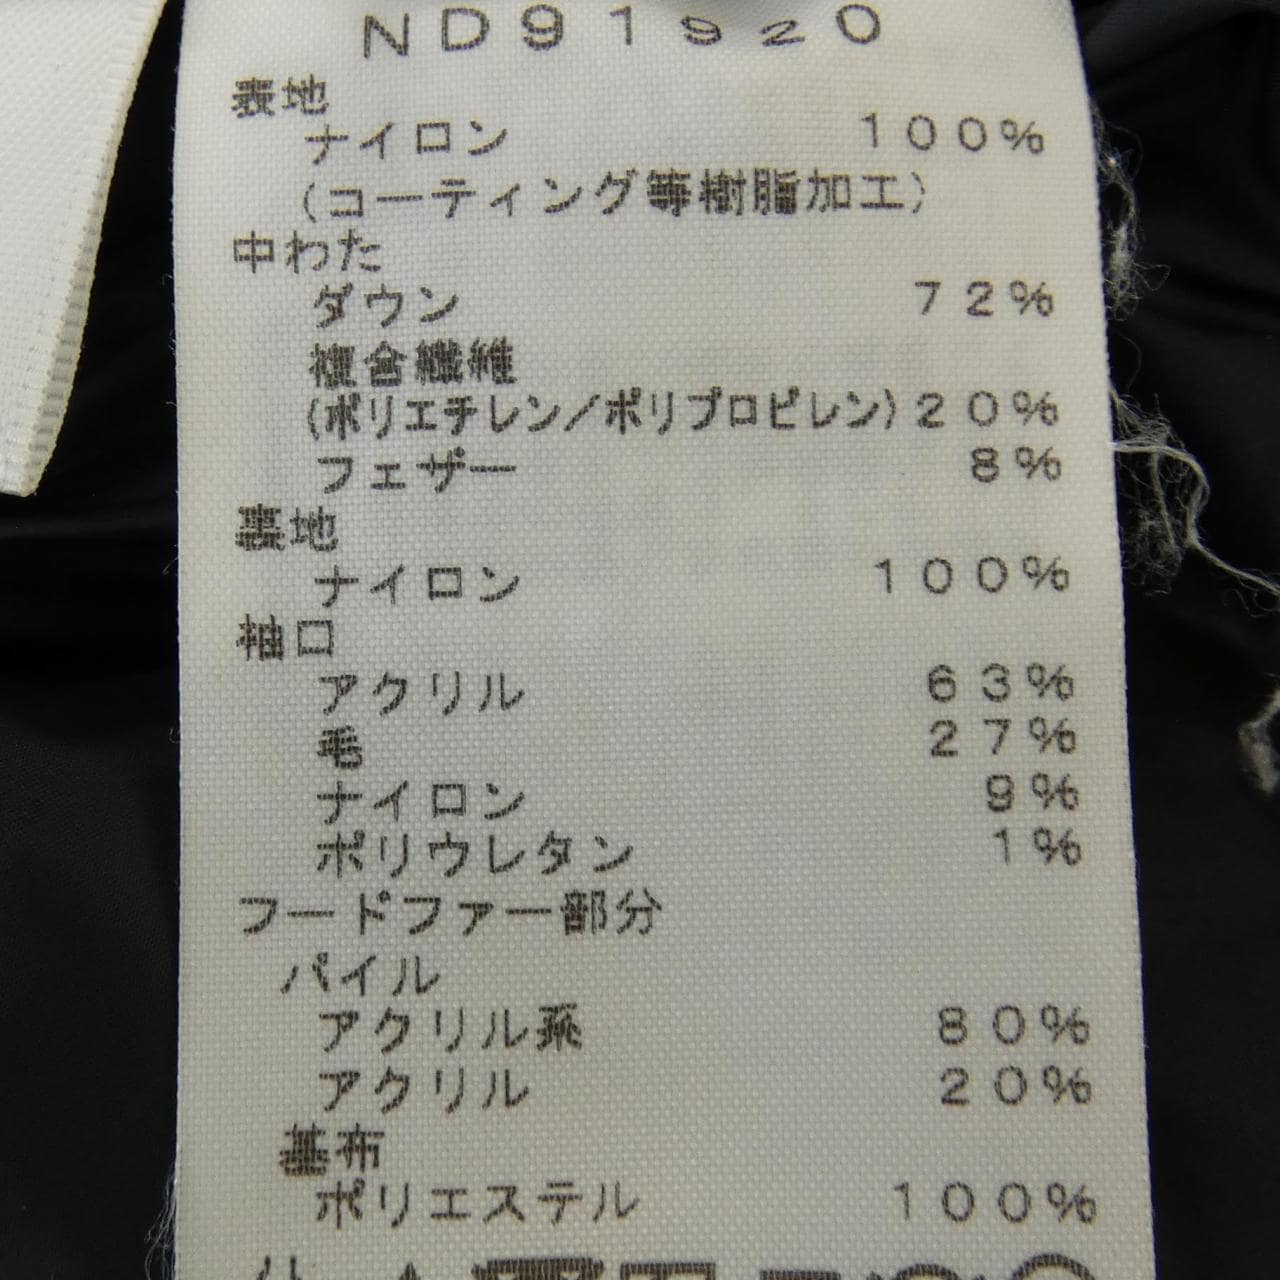 ND91920
表地
ナイロン 100%
(コーティング等樹脂加工)
中わた
ダウン 72%
複合繊維
(ポリエチレン/ポリプロピレン) 20%
フェザー 8%
裏地
ナイロン 100%
袖口
アクリル 63%
毛 27%
ナイロン 9%
ポリウレタン 1%
フードファー部分
パイル
アクリル系 80%
アクリル 20%
基布
ポリエステル 100%